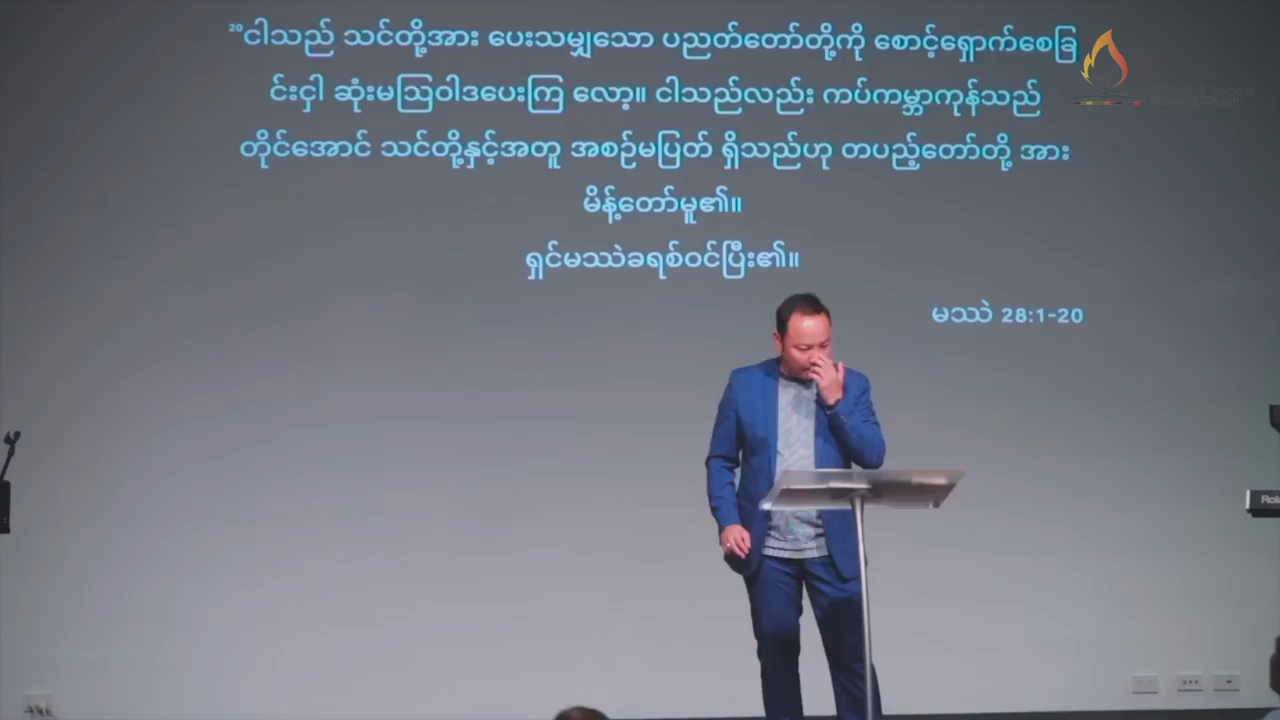 ²⁰ငါသည် သင်တို့အား ပေးသမျှသော ပညတ်တော်တို့ကို စောင့်ရှောက်စေခြ
င်းငှါ ဆုံးမဩဝါဒပေးကြ လော့။ ငါသည်လည်း ကပ်ကမ္ဘာကုန်သည်
တိုင်အောင် သင်တို့နှင့်အတူ အစဉ်မပြတ် ရှိသည်ဟု တပည့်တော်တို့ အား
မိန့်တော်မူ၏။
ရှင်မဿဲခရစ်ဝင်ပြီး၏။
မဿဲ 28:1-20